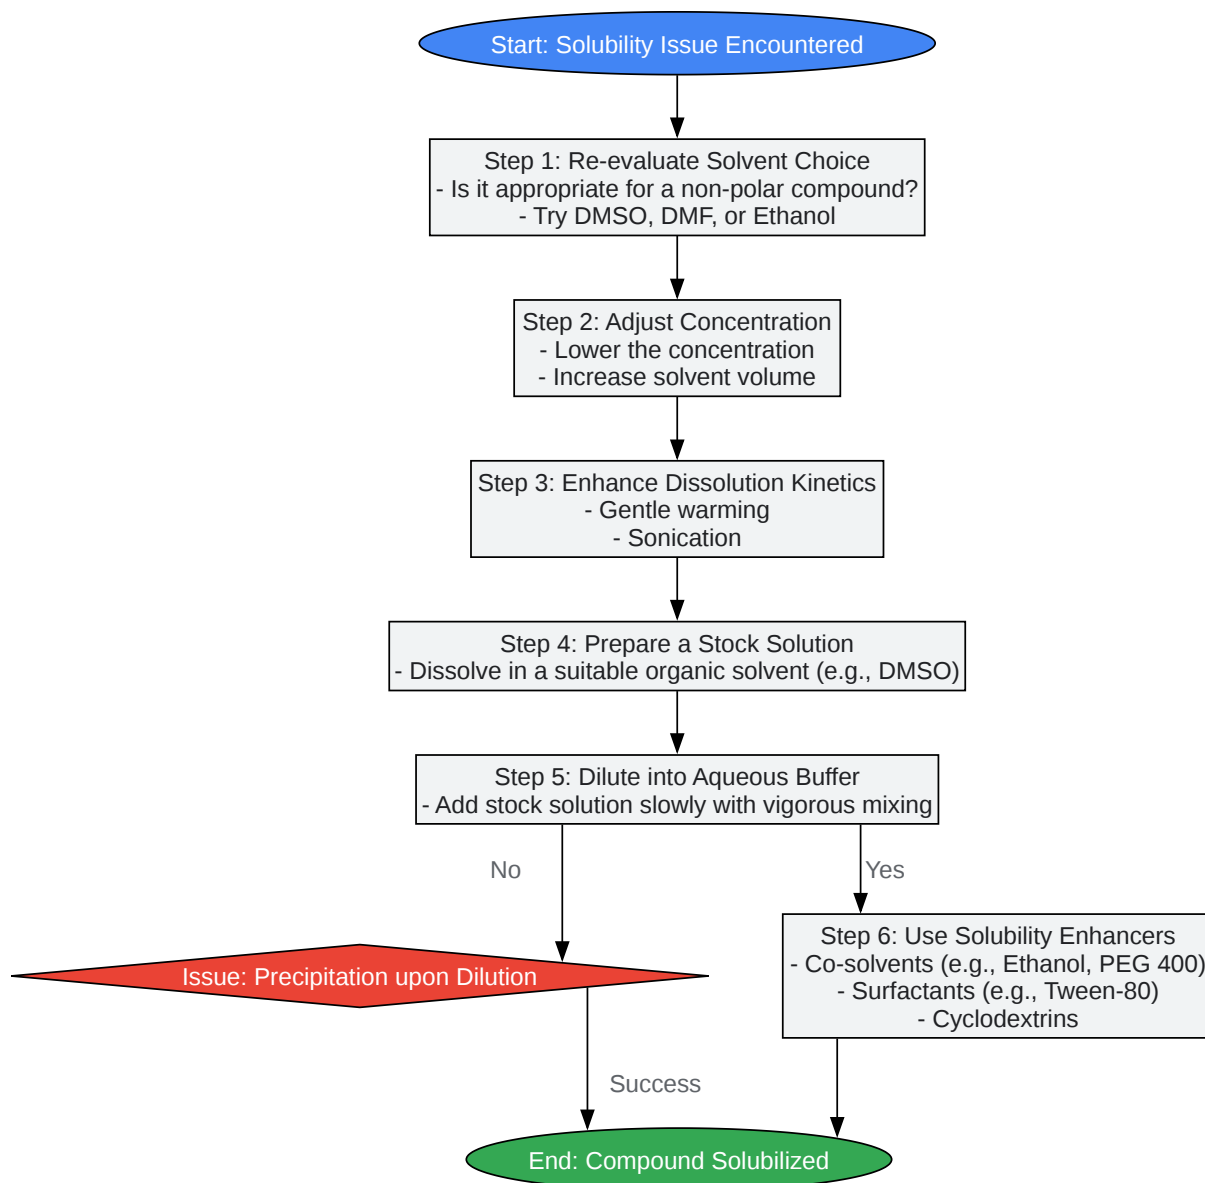 Start: Solubility Issue Encountered
Step 1: Re-evaluate Solvent Choice
- Is it appropriate for a non-polar compound?
- Try DMSO, DMF, or Ethanol
Step 2: Adjust Concentration
- Lower the concentration
- Increase solvent volume
Step 3: Enhance Dissolution Kinetics
- Gentle warming
- Sonication
Step 4: Prepare a Stock Solution
- Dissolve in a suitable organic solvent (e.g., DMSO)
Step 5: Dilute into Aqueous Buffer
- Add stock solution slowly with vigorous mixing
No
Yes
Issue: Precipitation upon Dilution
Step 6: Use Solubility Enhancers
- Co-solvents (e.g., Ethanol, PEG 400)
- Surfactants (e.g., Tween-80)
- Cyclodextrins
Success
End: Compound Solubilized